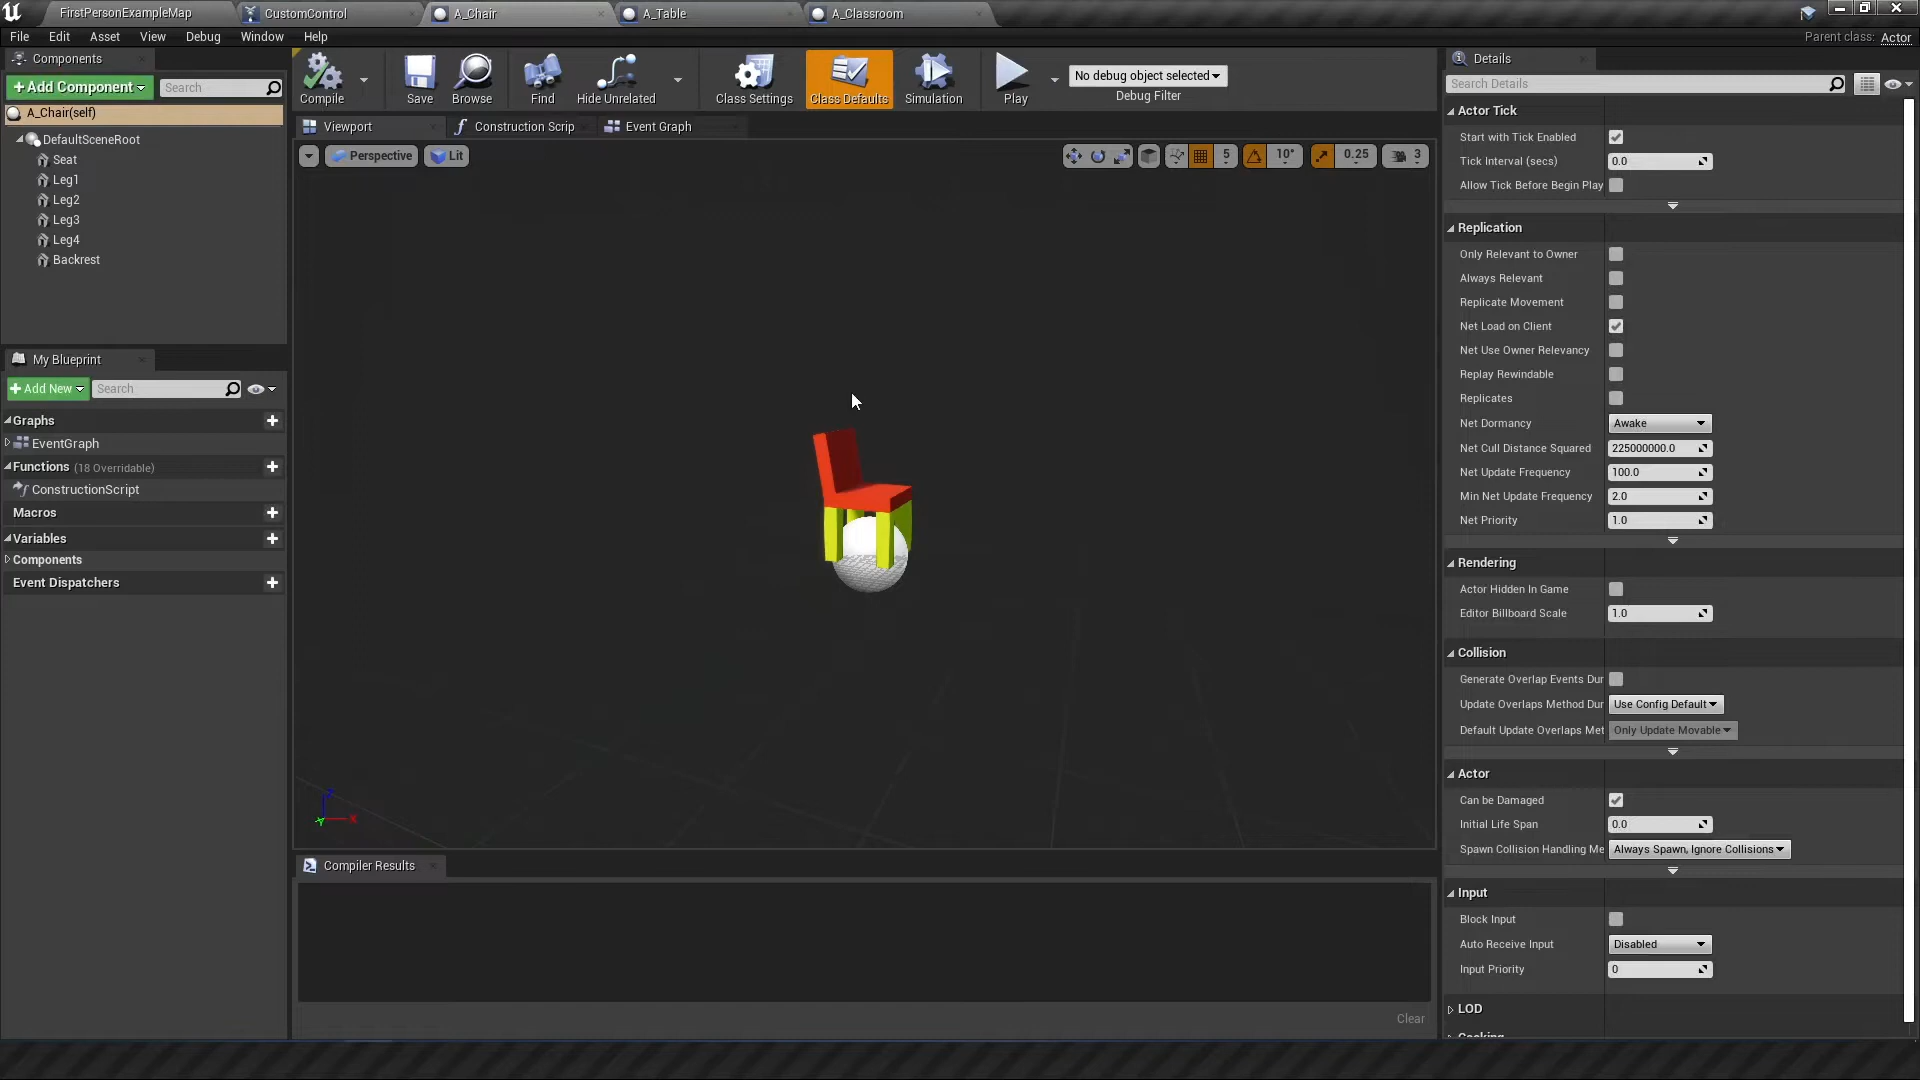 FirstPersonExampleMap
CustomControl
A_Chair
A_Table
A_Classroom
File Edit Asset View Debug Window Help
Parent class: Actor
Components
Add Component
Search
A_Chair(self)
DefaultSceneRoot
Seat
Leg1
Leg2
Leg3
Leg4
Backrest
My Blueprint
Add New
Search
Graphs
EventGraph
Functions (18 Overridable)
ConstructionScript
Macros
Variables
Components
Event Dispatchers
Compile
Save
Browse
Find
Hide Unrelated
Class Settings
Class Defaults
Simulation
Play
No debug object selected
Debug Filter
Viewport
Construction Scrip
Event Graph
Perspective
Lit
5
10°
0.25
3
Z
Y
X
Compiler Results
Clear
Details
Search Details
Actor Tick
Start with Tick Enabled
Tick Interval (secs) 0.0
Allow Tick Before Begin Play
Replication
Only Relevant to Owner
Always Relevant
Replicate Movement
Net Load on Client
Net Use Owner Relevancy
Replay Rewindable
Replicates
Net Dormancy Awake
Net Cull Distance Squared 225000000.0
Net Update Frequency 100.0
Min Net Update Frequency 2.0
Net Priority 1.0
Rendering
Actor Hidden In Game
Editor Billboard Scale 1.0
Collision
Generate Overlap Events Dur
Update Overlaps Method Dur Use Config Default
Default Update Overlaps Met Only Update Movable
Actor
Can be Damaged
Initial Life Span 0.0
Spawn Collision Handling Me Always Spawn, Ignore Collisions
Input
Block Input
Auto Receive Input Disabled
Input Priority 0
LOD
Cooking